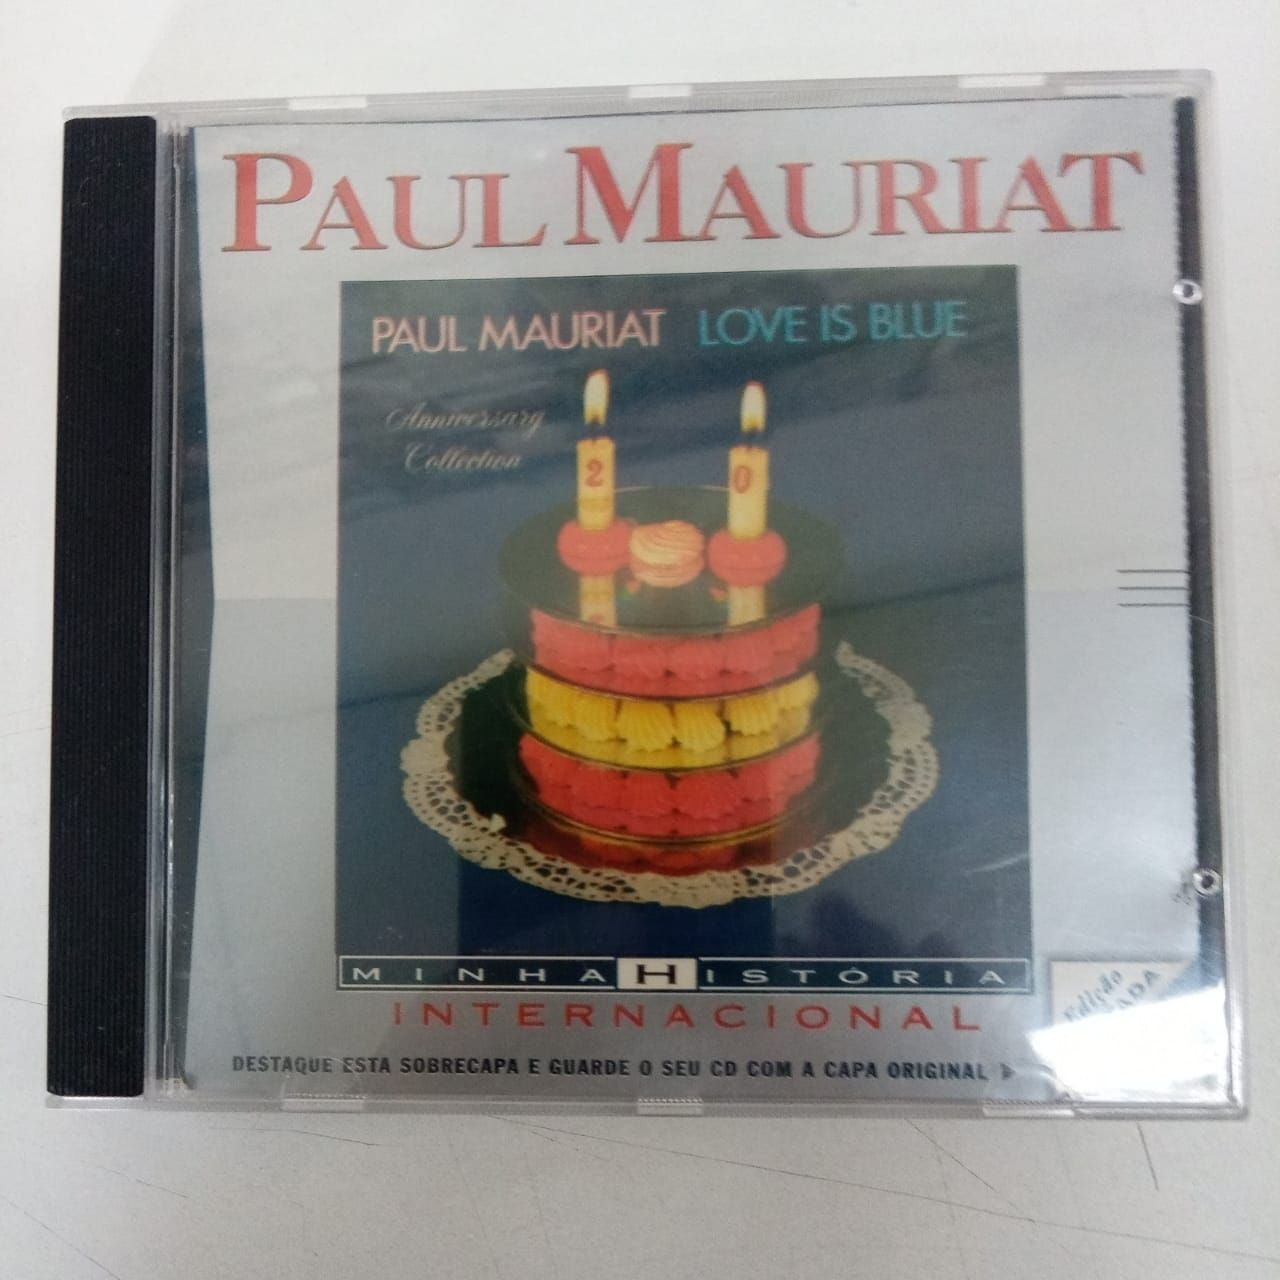 PAUL MAURIAT
PAUL MAURIAT LOVE IS BLUE
Anniversary
Collection
2 0
MINHA HISTÓRIA
INTERNACIONAL
Edição
DESTAQUE ESTA SOBRECAPA E GUARDE O SEU CD COM A CAPA ORIGINAL